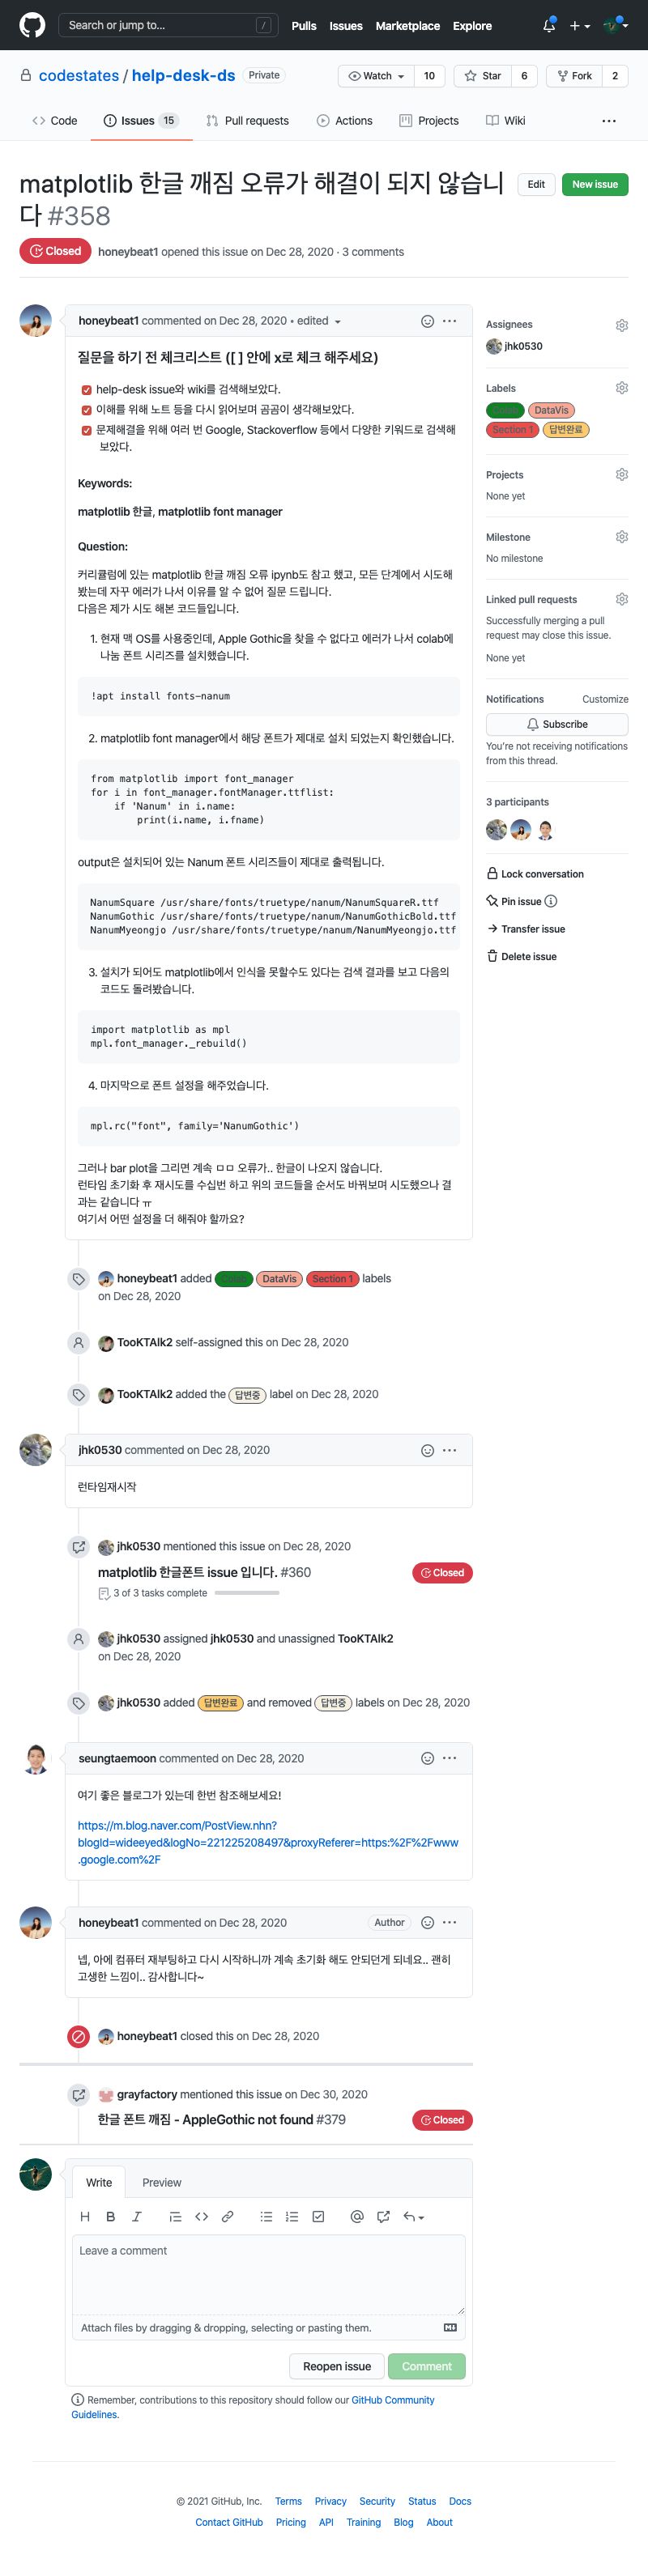 Search or jump to... /
Pulls Issues Marketplace Explore
codestates / help-desk-ds Private
Watch 10 Star 6 Fork 2
Code Issues 15 Pull requests Actions Projects Wiki
matplotlib 한글 깨짐 오류가 해결이 되지 않습니
다 #358
Edit New issue
Closed honeybeat1 opened this issue on Dec 28, 2020 · 3 comments
honeybeat1 commented on Dec 28, 2020 • edited
질문을 하기 전 체크리스트 ([ ] 안에 x로 체크 해주세요)
help-desk issue와 wiki를 검색해보았다.
이해를 위해 노트 등을 다시 읽어보며 곰곰이 생각해보았다.
문제해결을 위해 여러 번 Google, Stackoverflow 등에서 다양한 키워드로 검색해
보았다.
Keywords:
matplotlib 한글, matplotlib font manager
Question:
커리큘럼에 있는 matplotlib 한글 깨짐 오류 ipynb도 참고 했고, 모든 단계에서 시도해
봤는데 자꾸 에러가 나서 이유를 알 수 없어 질문 드립니다.
다음은 제가 시도 해본 코드들입니다.
1. 현재 맥 OS를 사용중인데, Apple Gothic을 찾을 수 없다고 에러가 나서 colab에
나눔 폰트 시리즈를 설치했습니다.
!apt install fonts-nanum
2. matplotlib font manager에서 해당 폰트가 제대로 설치 되었는지 확인했습니다.
from matplotlib import font_manager
for i in font_manager.fontManager.ttflist:
if 'Nanum' in i.name:
print(i.name, i.fname)
output은 설치되어 있는 Nanum 폰트 시리즈들이 제대로 출력됩니다.
NanumSquare /usr/share/fonts/truetype/nanum/NanumSquareR.ttf
NanumGothic /usr/share/fonts/truetype/nanum/NanumGothicBold.ttf
NanumMyeongjo /usr/share/fonts/truetype/nanum/NanumMyeongjo.ttf
3. 설치가 되어도 matplotlib에서 인식을 못할수도 있다는 검색 결과를 보고 다음의
코드도 돌려봤습니다.
import matplotlib as mpl
mpl.font_manager._rebuild()
4. 마지막으로 폰트 설정을 해주었습니다.
mpl.rc("font", family='NanumGothic')
그러나 bar plot을 그리면 계속 ㅁㅁ 오류가.. 한글이 나오지 않습니다.
런타임 초기화 후 재시도를 수십번 하고 위의 코드들을 순서도 바꿔보며 시도했으나 결
과는 같습니다 ㅠ
여기서 어떤 설정을 더 해줘야 할까요?
Assignees
jhk0530
Labels
DataVis
Section 1 답변완료
Projects
None yet
Milestone
No milestone
Linked pull requests
Successfully merging a pull
request may close this issue.
None yet
Notifications Customize
Subscribe
You're not receiving notifications
from this thread.
3 participants
Lock conversation
Pin issue
Transfer issue
Delete issue
honeybeat1 added DataVis Section 1 labels
on Dec 28, 2020
TooKTAlk2 self-assigned this on Dec 28, 2020
TooKTAlk2 added the 답변중 label on Dec 28, 2020
jhk0530 commented on Dec 28, 2020
런타임재시작
jhk0530 mentioned this issue on Dec 28, 2020
matplotlib 한글폰트 issue 입니다. #360 Closed
3 of 3 tasks complete
jhk0530 assigned jhk0530 and unassigned TooKTAlk2
on Dec 28, 2020
jhk0530 added 답변완료 and removed 답변중 labels on Dec 28, 2020
seungtaemoon commented on Dec 28, 2020
여기 좋은 블로그가 있는데 한번 참조해보세요!
https://m.blog.naver.com/PostView.nhn?
blogId=wideeyed&logNo=221225208497&proxyReferer=https:%2F%2Fwww
.google.com%2F
honeybeat1 commented on Dec 28, 2020 Author
넵, 아에 컴퓨터 재부팅하고 다시 시작하니까 계속 초기화 해도 안되던게 되네요.. 괜히
고생한 느낌이.. 감사합니다~
honeybeat1 closed this on Dec 28, 2020
grayfactory mentioned this issue on Dec 30, 2020
한글 폰트 깨짐 - AppleGothic not found #379 Closed
Write Preview
Leave a comment
Attach files by dragging & dropping, selecting or pasting them.
Reopen issue Comment
Remember, contributions to this repository should follow our GitHub Community
Guidelines.
© 2021 GitHub, Inc. Terms Privacy Security Status Docs
Contact GitHub Pricing API Training Blog About